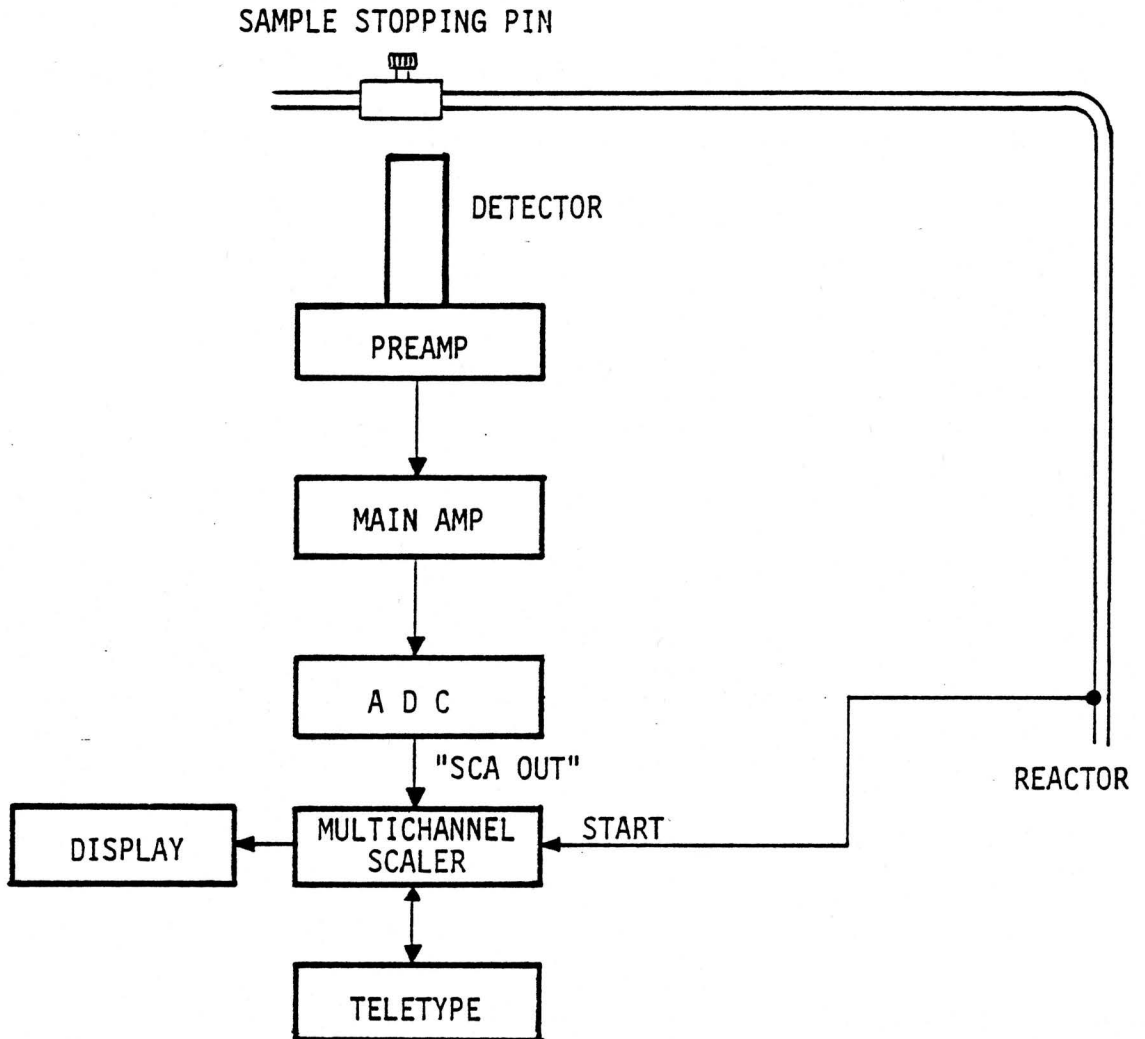 SAMPLE STOPPING PIN
DETECTOR
PREAMP
MAIN AMP
A D C
"SCA OUT"
REACTOR
START
MULTICHANNEL
SCALER
DISPLAY
TELETYPE